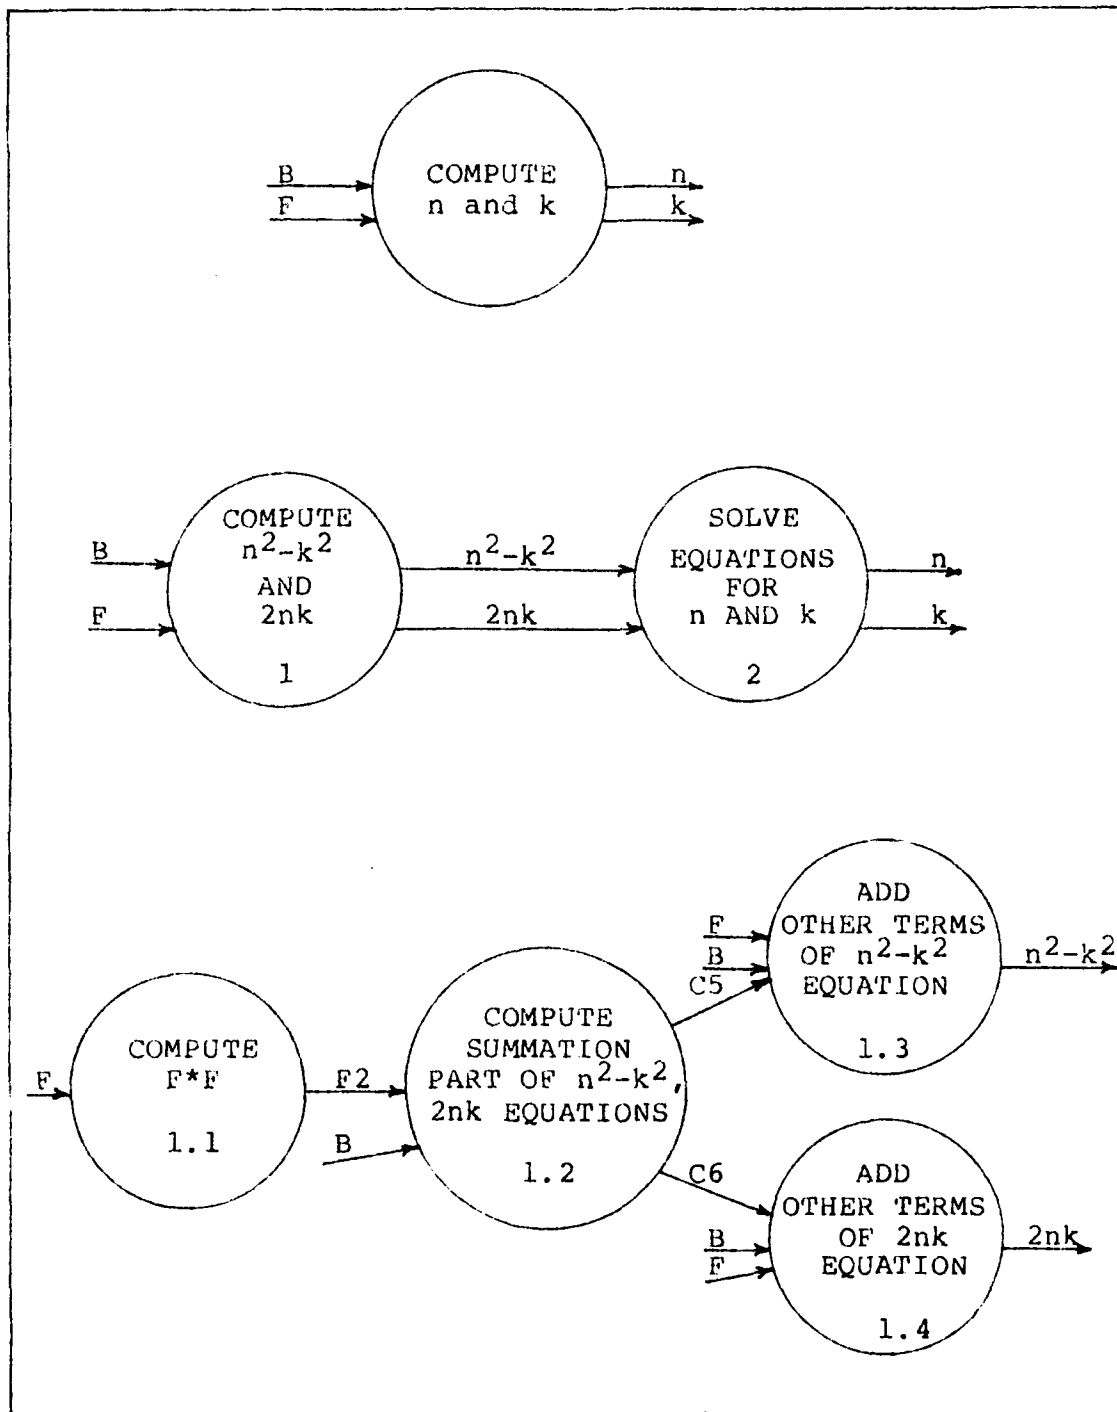 B
F
COMPUTE
n and k
n
k
B
F
COMPUTE
n²-k²
AND
2nk
1
n²-k²
2nk
SOLVE
EQUATIONS
FOR
n AND k
2
n
k
F
COMPUTE
F*F
1.1
F2
B
COMPUTE
SUMMATION
PART OF n²-k²,
2nk EQUATIONS
1.2
C5
C6
F
B
ADD
OTHER TERMS
OF n²-k²
EQUATION
1.3
n²-k²
B
F
ADD
OTHER TERMS
OF 2nk
EQUATION
1.4
2nk